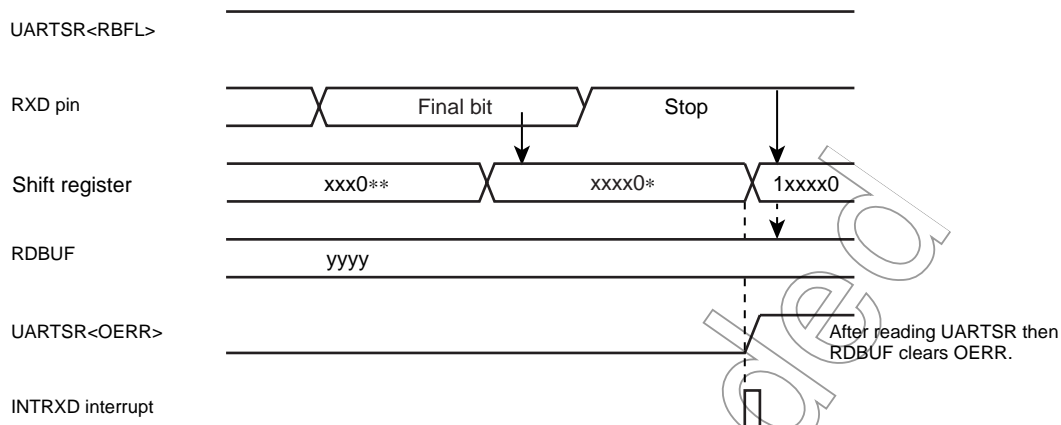 UARTSR<RBFL>
RXD pin
Final bit
Stop
Shift register
xxx0**
xxxx0*
1xxxx0
RDBUF
yyyy
UARTSR<OERR>
After reading UARTSR then
RDBUF clears OERR.
INTRXD interrupt
ded